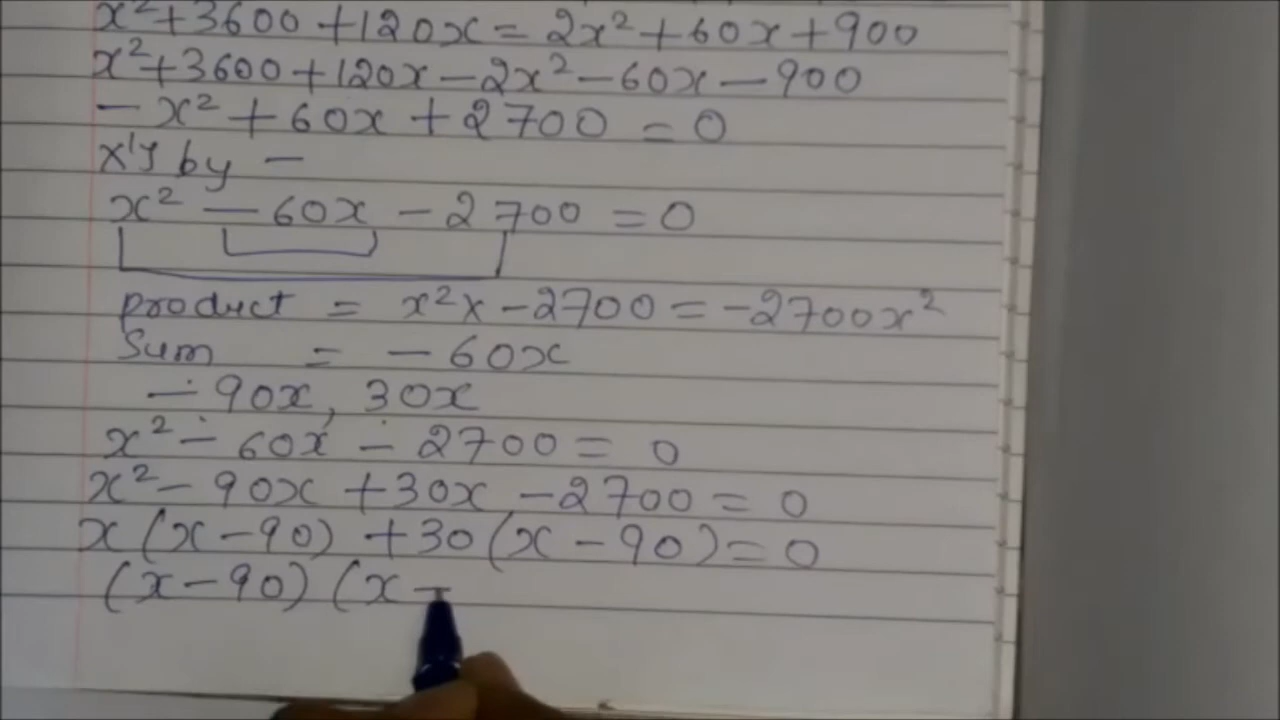 x²+3600+120x=2x²+60x+900
x²+3600+120x-2x²-60x-900
-x²+60x+2700=0
x'y by -
x²-60x-2700=0
product = x²x-2700=-2700x²
Sum = -60x
-90x, 30x
x²-60x-2700=0
x²-90x+30x-2700=0
x(x-90)+30(x-90)=0
(x-90)(x